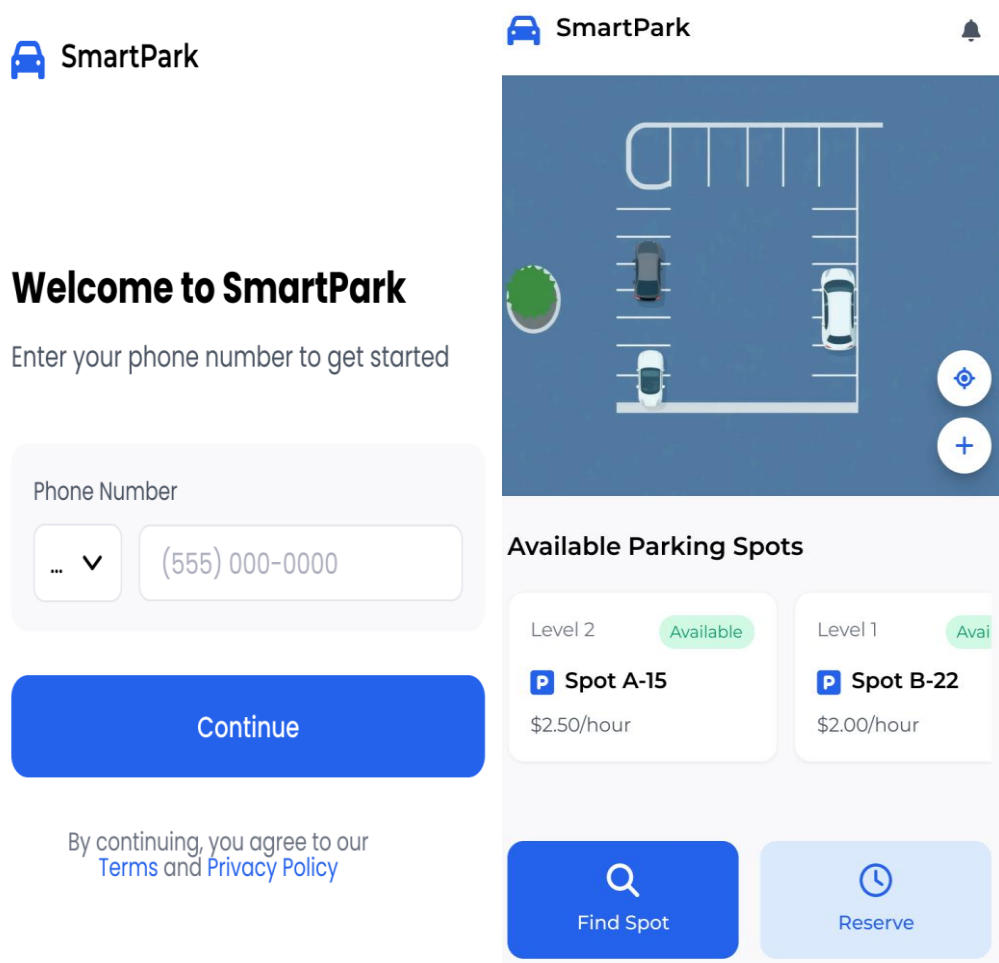 SmartPark
Welcome to SmartPark
Enter your phone number to get started
Phone Number
...
(555) 000-0000
Continue
By continuing, you agree to our
Terms and Privacy Policy
SmartPark
Available Parking Spots
Level 2
Available
P
Spot A-15
$2.50/hour
Level 1
Avai
P
Spot B-22
$2.00/hour
Find Spot
Reserve